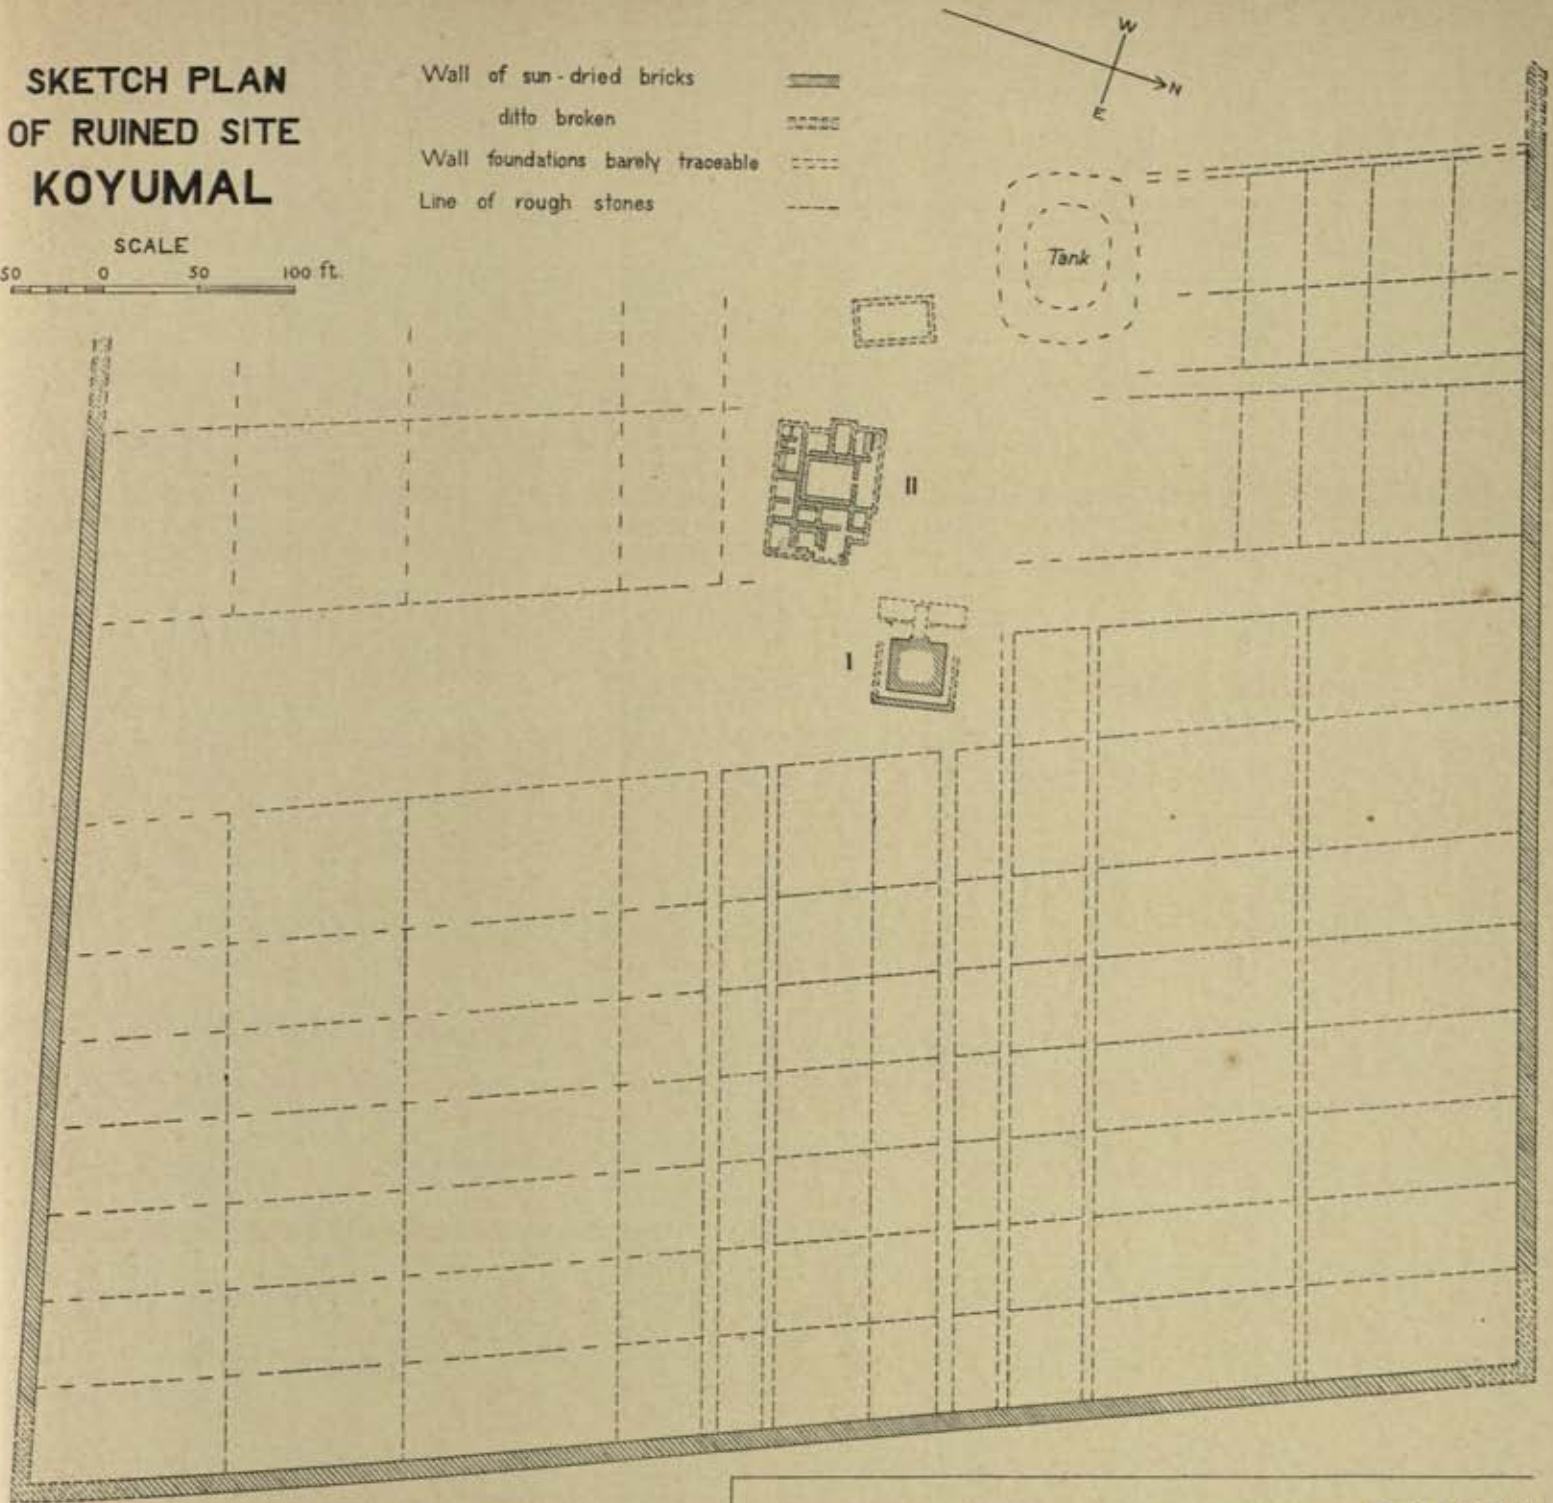 SKETCH PLAN
OF RUINED SITE
KOYUMAL
SCALE
50 0 50 100 ft.
Wall of sun-dried bricks
ditto broken
Wall foundations barely traceable
Line of rough stones
W
N
E
Tank
II
I